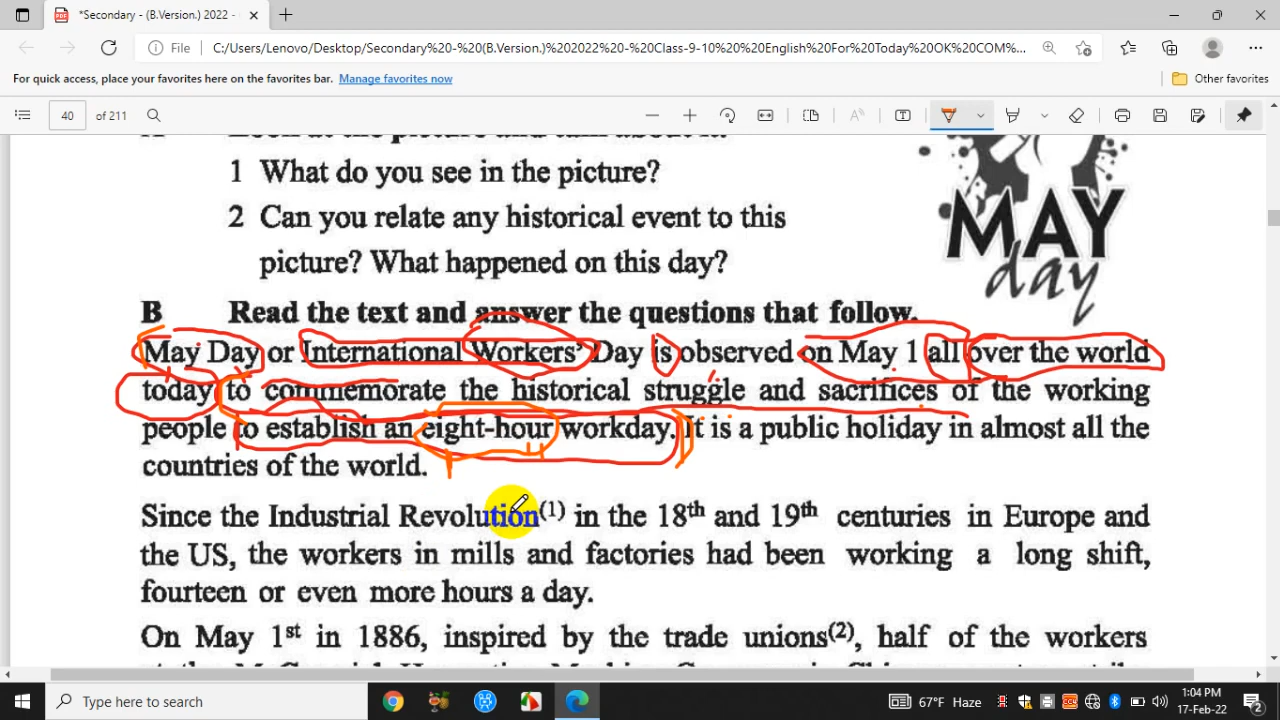 *Secondary - (B.Version.) 2022 -
File C:/Users/Lenovo/Desktop/Secondary%20-%20(B.Version.)%202022%20-%20Class-9-10%20%20English%20For%20Today%20OK%20COM%...
For quick access, place your favorites here on the favorites bar. Manage favorites now Other favorites
40 of 211
A Look at the picture and talk about it.
1 What do you see in the picture?
2 Can you relate any historical event to this
picture? What happened on this day?
MAY
day
B Read the text and answer the questions that follow.
May Day or International Workers' Day is observed on May 1 all over the world
today to commemorate the historical struggle and sacrifices of the working
people to establish an eight-hour workday. It is a public holiday in almost all the
countries of the world.
Since the Industrial Revolution(1) in the 18th and 19th centuries in Europe and
the US, the workers in mills and factories had been working a long shift,
fourteen or even more hours a day.
On May 1st in 1886, inspired by the trade unions(2), half of the workers
Type here to search
67°F Haze
1:04 PM
17-Feb-22
2